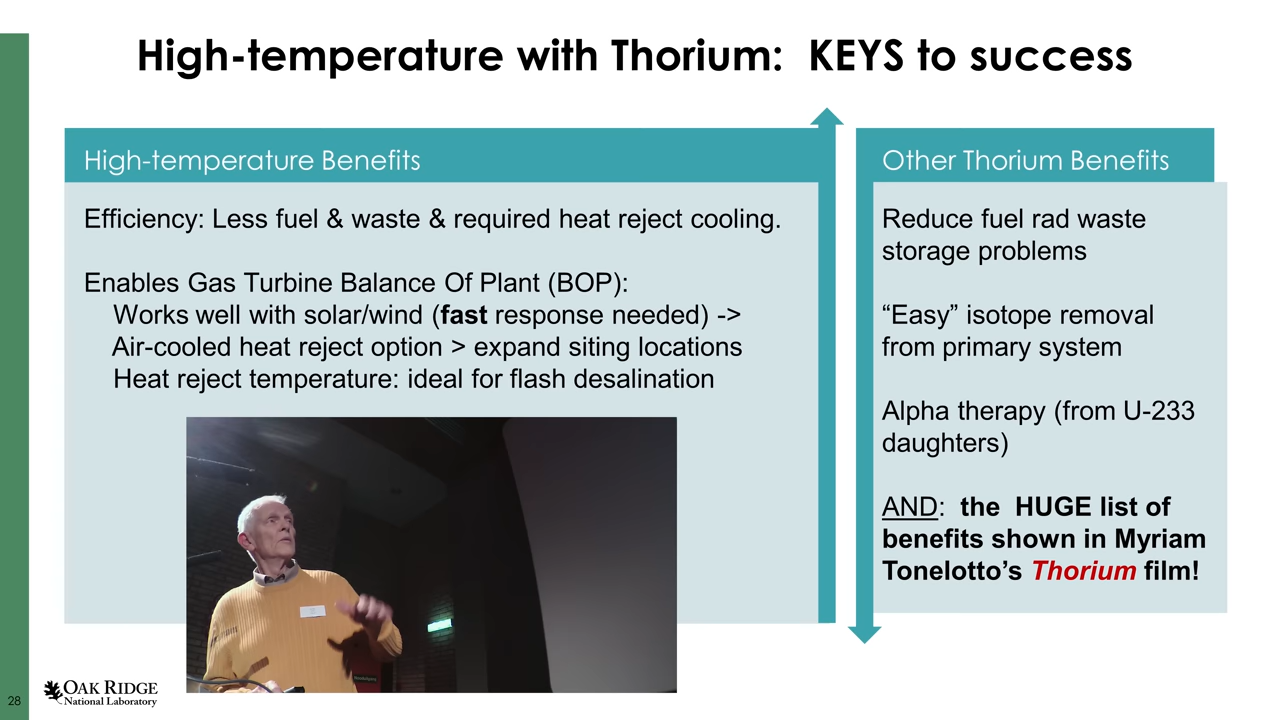 High-temperature with Thorium:  KEYS to success
High-temperature Benefits
Efficiency: Less fuel & waste & required heat reject cooling.
Enables Gas Turbine Balance Of Plant (BOP):
Works well with solar/wind (fast response needed) ->
Air-cooled heat reject option > expand siting locations
Heat reject temperature: ideal for flash desalination
Other Thorium Benefits
Reduce fuel rad waste
storage problems
“Easy” isotope removal
from primary system
Alpha therapy (from U-233
daughters)
AND:  the  HUGE list of
benefits shown in Myriam
Tonelotto’s Thorium film!
28
OAK RIDGE
National Laboratory